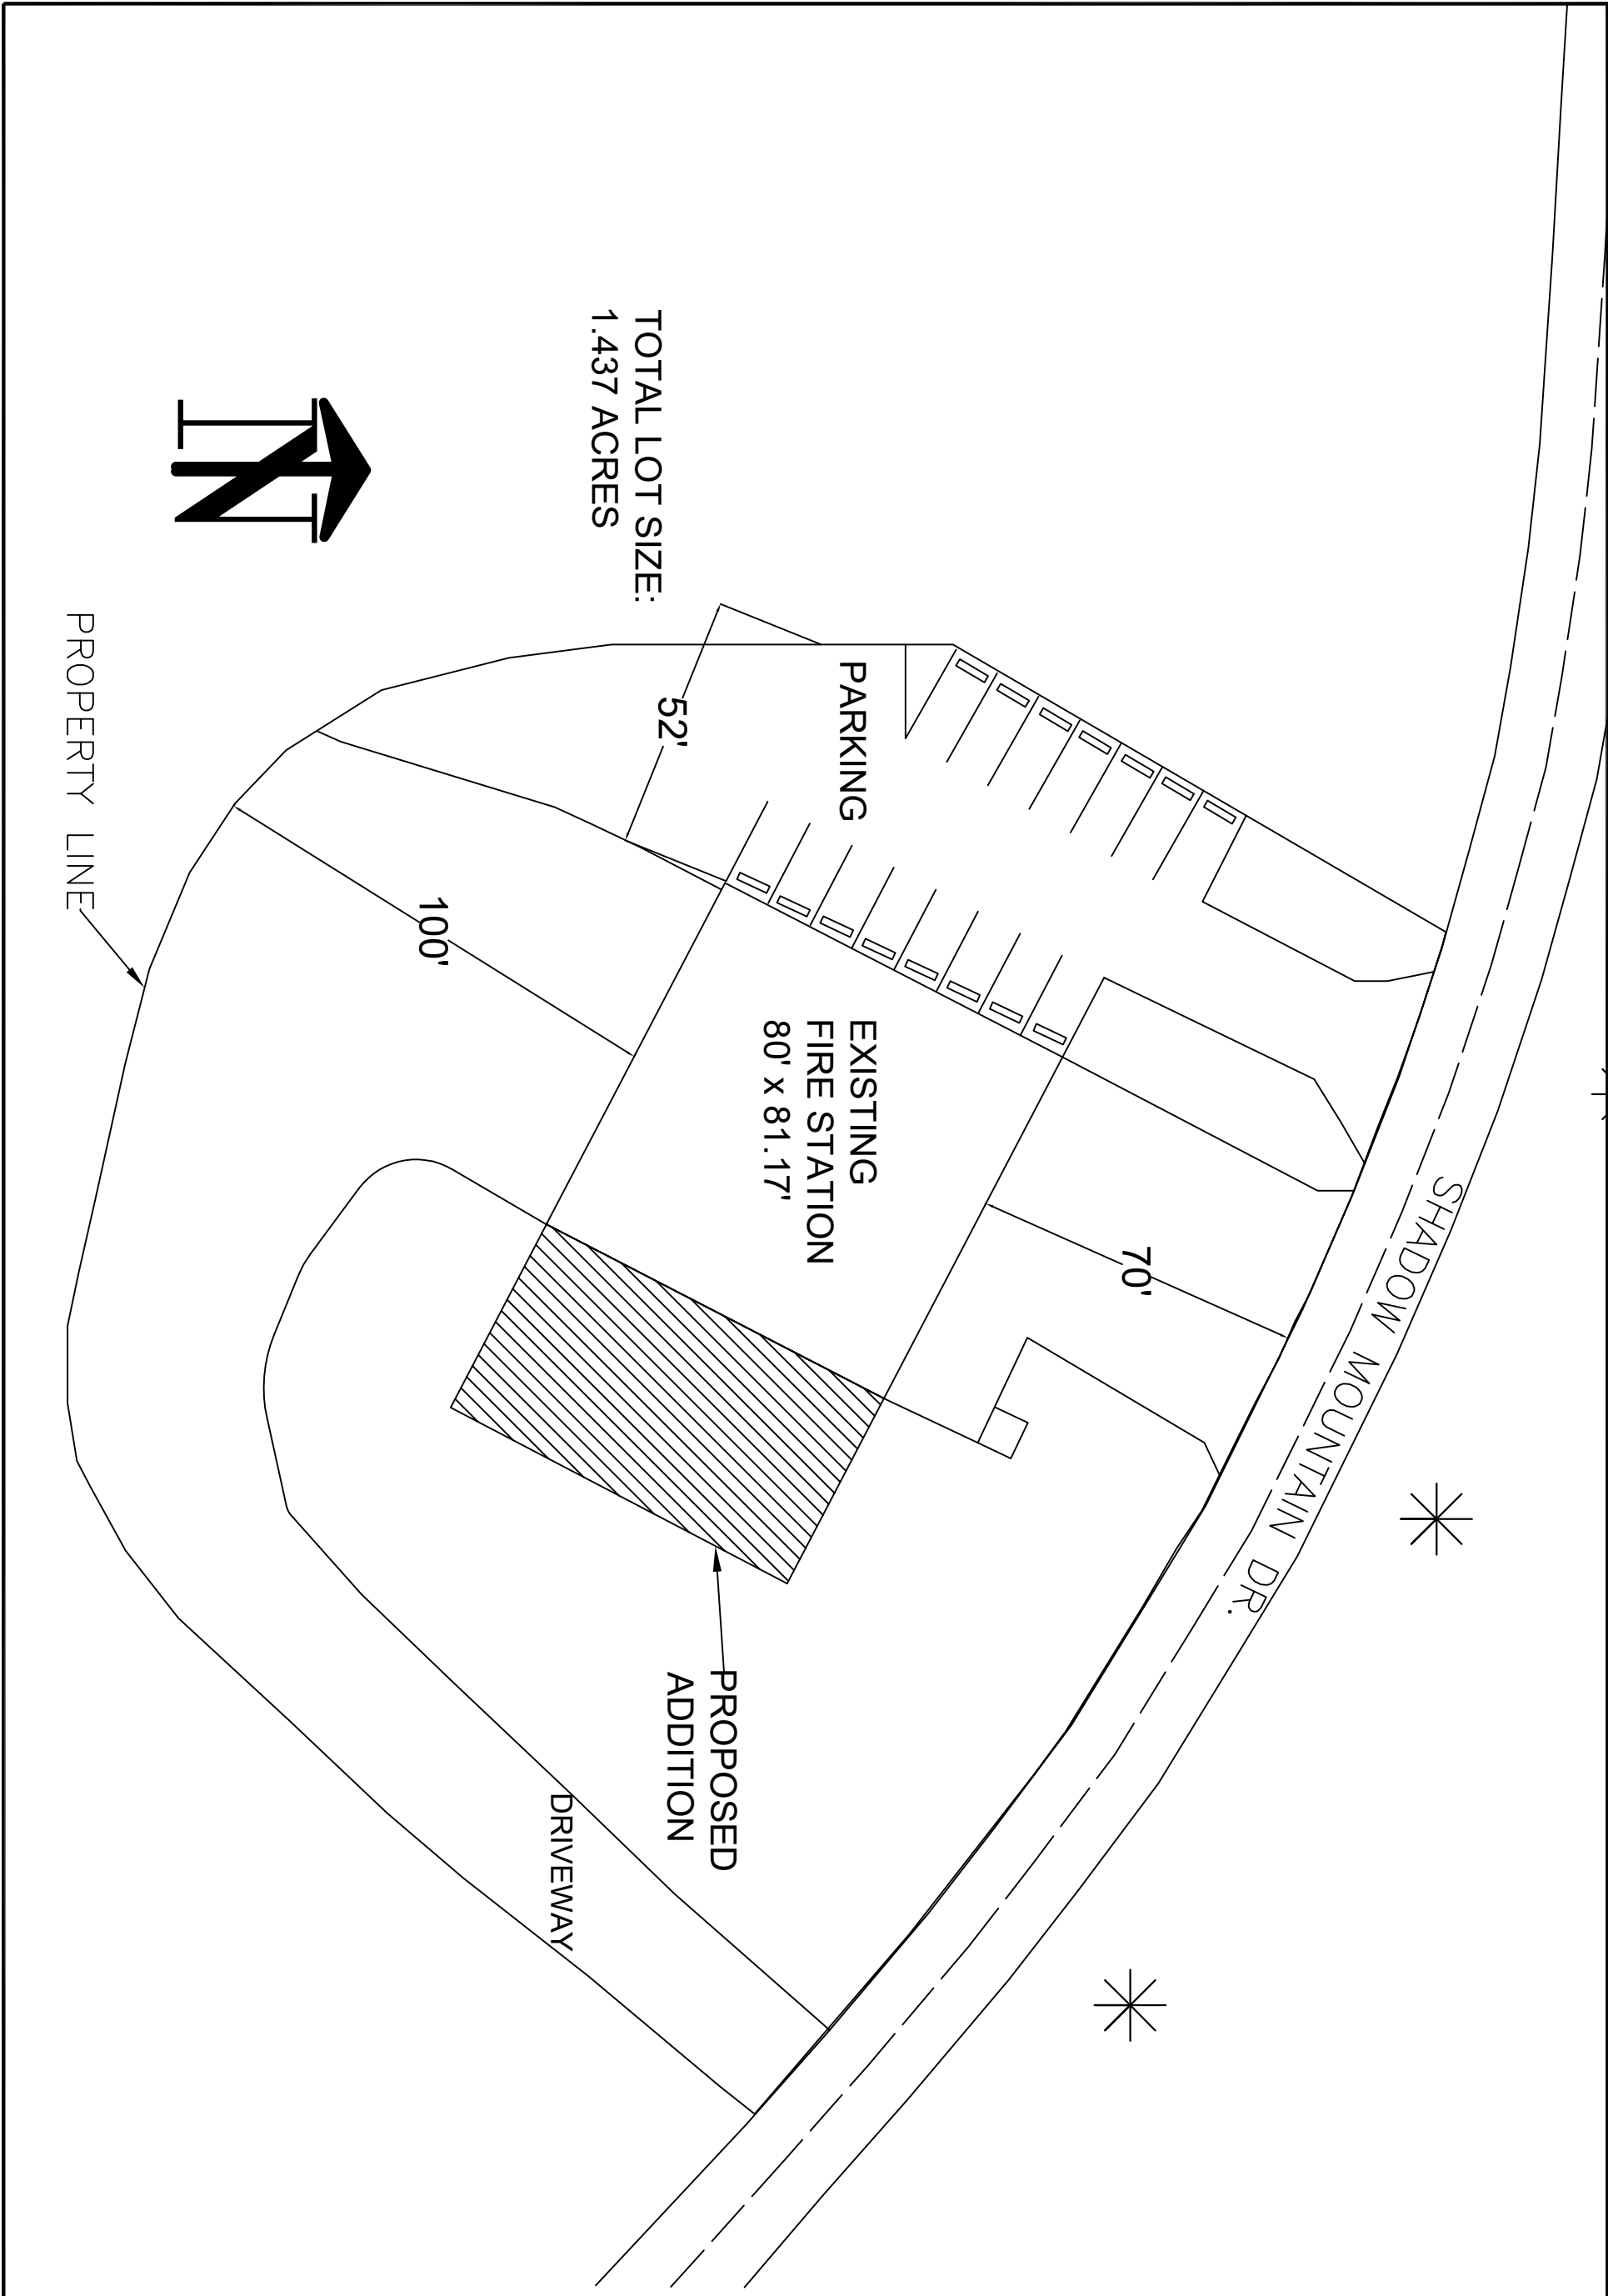 SHADOW MOUNTAIN DR.
70'
EXISTING
FIRE STATION
80' x 81.17'
PARKING
TOTAL LOT SIZE:
1.437 ACRES
52'
PROPOSED
ADDITION
DRIVEWAY
100'
N
PROPERTY LINE